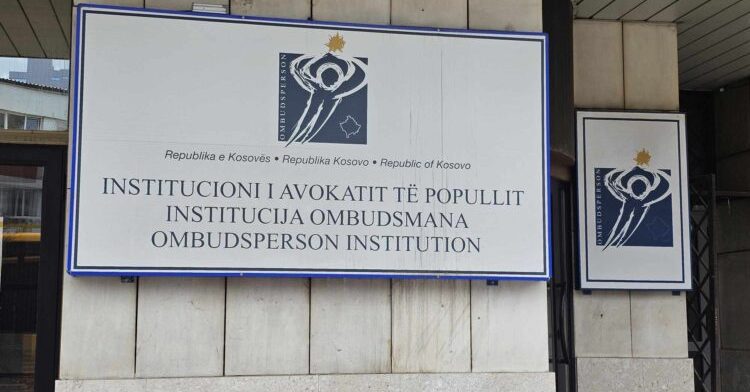 OMBUDSPERSON
Republika e Kosovës • Republika Kosovo • Republic of Kosovo
INSTITUCIONI I AVOKATIT TË POPULLIT
INSTITUCIJA OMBUDSMANA
OMBUDSPERSON INSTITUTION
OMBUDSPERSON